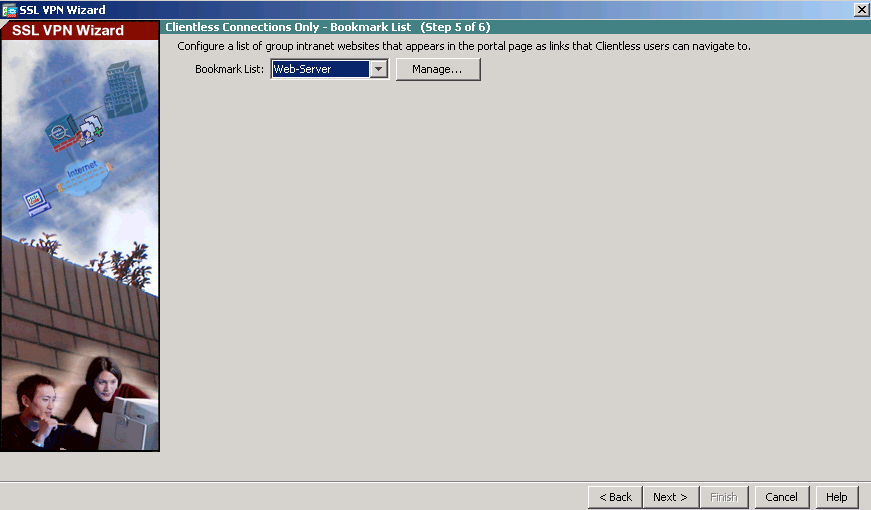 SSL VPN Wizard
SSL VPN Wizard
Clientless Connections Only - Bookmark List (Step 5 of 6)
Configure a list of group intranet websites that appears in the portal page as links that Clientless users can navigate to.
Bookmark List: Web-Server Manage...
Internet
< Back Next > Finish Cancel Help